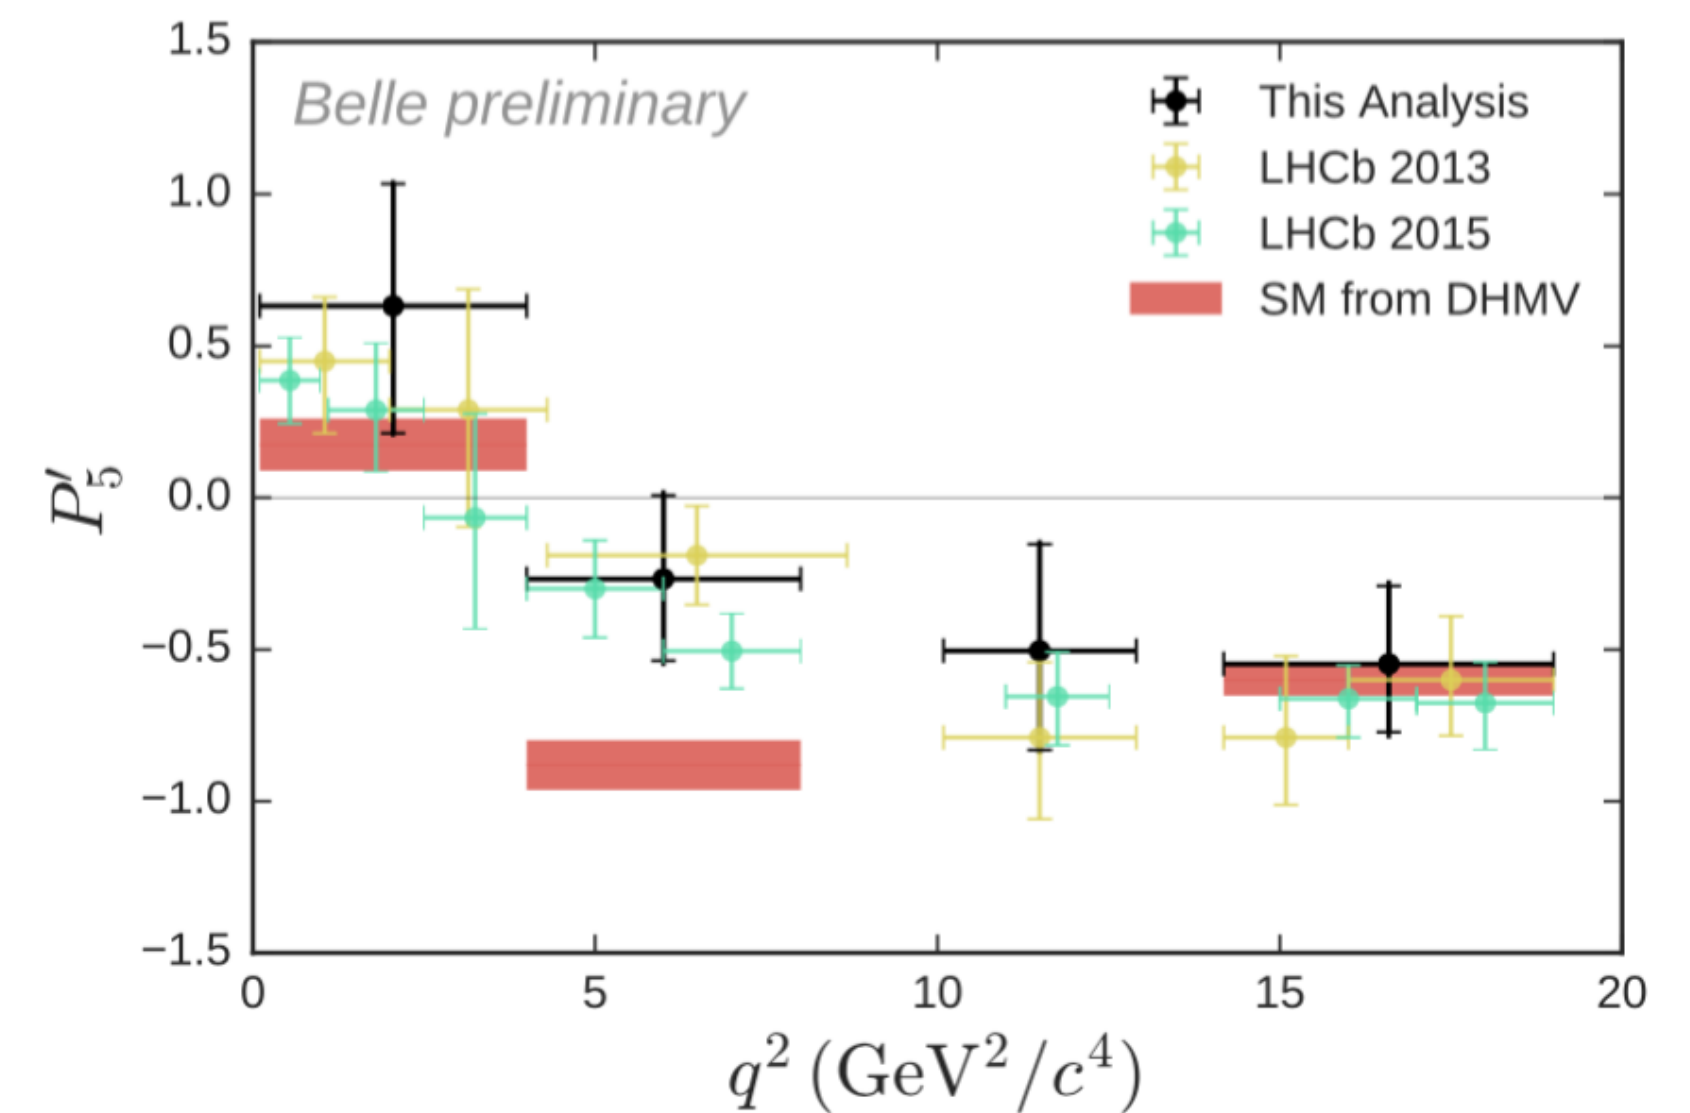 Belle preliminary
This Analysis
LHCb 2013
LHCb 2015
SM from DHMV
1.5
1.0
0.5
0.0
−0.5
−1.0
−1.5
P′5
0 5 10 15 20
q² (GeV²/c⁴)